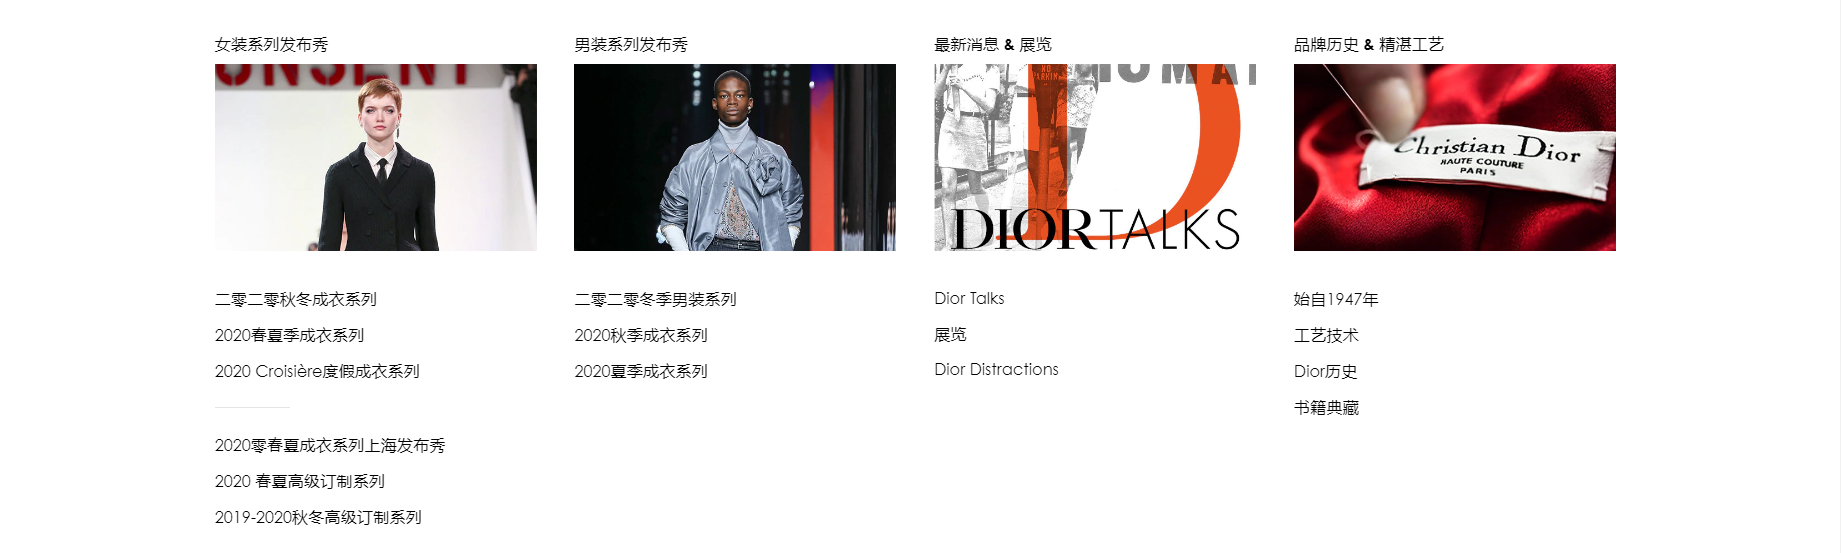 女装系列发布秀
男装系列发布秀
最新消息 & 展览
品牌历史 & 精湛工艺
NO
PARKIN
DIORTALKS
Christian Dior
HAUTE COUTURE
PARIS
二零二零秋冬成衣系列
2020春夏季成衣系列
2020 Croisière度假成衣系列
2020零春夏成衣系列上海发布秀
2020 春夏高级订制系列
2019-2020秋冬高级订制系列
二零二零冬季男装系列
2020秋季成衣系列
2020夏季成衣系列
Dior Talks
展览
Dior Distractions
始自1947年
工艺技术
Dior历史
书籍典藏